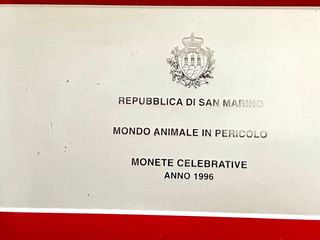 REPUBBLICA DI SAN MARINO
MONDO ANIMALE IN PERICOLO
MONETE CELEBRATIVE
ANNO 1996